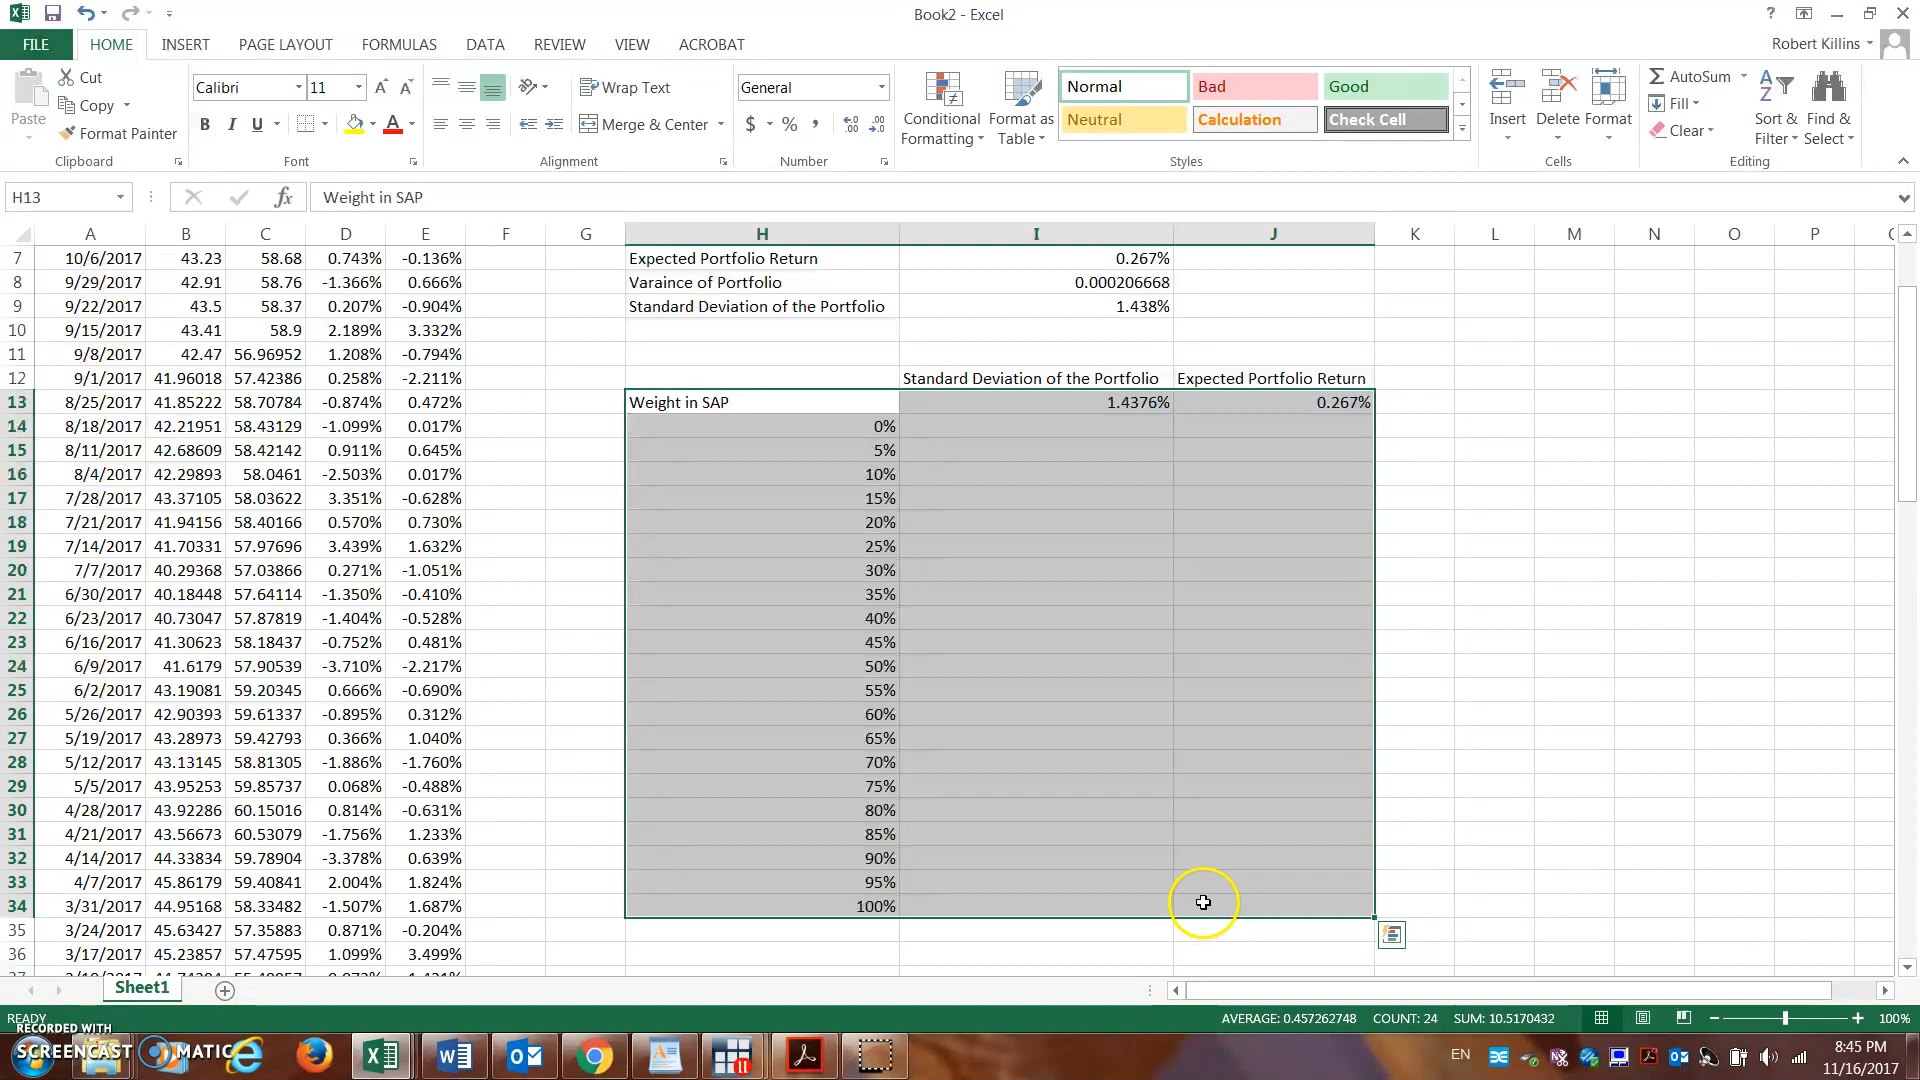 Book2 - Excel
FILE HOME INSERT PAGE LAYOUT FORMULAS DATA REVIEW VIEW ACROBAT Robert Killins
Paste Cut Copy Format Painter Clipboard
Calibri 11 B I U Font
Wrap Text Merge & Center Alignment
General $ % Number
Conditional Formatting Format as Table
Normal Bad Good
Neutral Calculation Check Cell
Styles
Insert Delete Format Cells
AutoSum Fill Clear Sort & Filter Find & Select Editing
H13 fx Weight in SAP
A B C D E F G H I J K L M N O P
7 10/6/2017 43.23 58.68 0.743% -0.136% Expected Portfolio Return 0.267%
8 9/29/2017 42.91 58.76 -1.366% 0.666% Varaince of Portfolio 0.000206668
9 9/22/2017 43.5 58.37 0.207% -0.904% Standard Deviation of the Portfolio 1.438%
10 9/15/2017 43.41 58.9 2.189% 3.332%
11 9/8/2017 42.47 56.96952 1.208% -0.794%
12 9/1/2017 41.96018 57.42386 0.258% -2.211% Standard Deviation of the Portfolio Expected Portfolio Return
13 8/25/2017 41.85222 58.70784 -0.874% 0.472% Weight in SAP 1.4376% 0.267%
14 8/18/2017 42.21951 58.43129 -1.099% 0.017% 0%
15 8/11/2017 42.68609 58.42142 0.911% 0.645% 5%
16 8/4/2017 42.29893 58.0461 -2.503% 0.017% 10%
17 7/28/2017 43.37105 58.03622 3.351% -0.628% 15%
18 7/21/2017 41.94156 58.40166 0.570% 0.730% 20%
19 7/14/2017 41.70331 57.97696 3.439% 1.632% 25%
20 7/7/2017 40.29368 57.03866 0.271% -1.051% 30%
21 6/30/2017 40.18448 57.64114 -1.350% -0.410% 35%
22 6/23/2017 40.73047 57.87819 -1.404% -0.528% 40%
23 6/16/2017 41.30623 58.18437 -0.752% 0.481% 45%
24 6/9/2017 41.6179 57.90539 -3.710% -2.217% 50%
25 6/2/2017 43.19081 59.20345 0.666% -0.690% 55%
26 5/26/2017 42.90393 59.61337 -0.895% 0.312% 60%
27 5/19/2017 43.28973 59.42793 0.366% 1.040% 65%
28 5/12/2017 43.13145 58.81305 -1.886% -1.760% 70%
29 5/5/2017 43.95253 59.85737 0.068% -0.488% 75%
30 4/28/2017 43.92286 60.15016 0.814% -0.631% 80%
31 4/21/2017 43.56673 60.53079 -1.756% 1.233% 85%
32 4/14/2017 44.33834 59.78904 -3.378% 0.639% 90%
33 4/7/2017 45.86179 59.40841 2.004% 1.824% 95%
34 3/31/2017 44.95168 58.33482 -1.507% 1.687% 100%
35 3/24/2017 45.63427 57.35883 0.871% -0.204%
36 3/17/2017 45.23857 57.47595 1.099% 3.499%
Sheet1
READY AVERAGE: 0.457262748 COUNT: 24 SUM: 10.5170432 100%
RECORDED WITH
SCREENCAST MATIC
EN 8:45 PM
11/16/2017